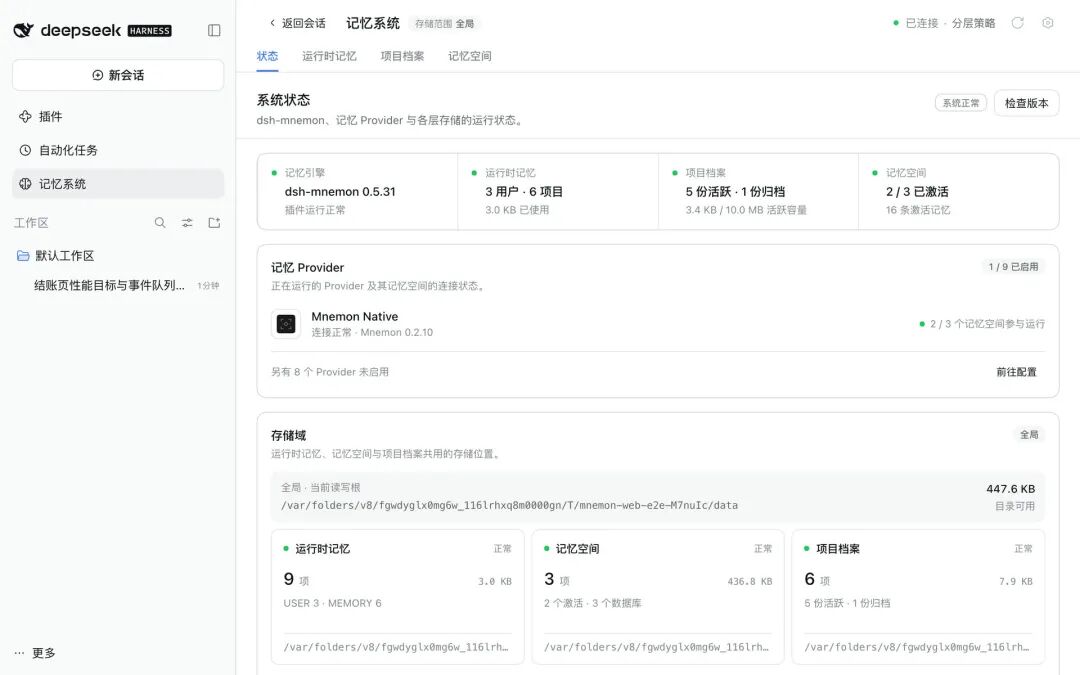 deepseek HARNESS
新会话
插件
自动化任务
记忆系统
工作区
默认工作区
结账页性能目标与事件队列... 1分钟
··· 更多
返回会话 记忆系统 存储范围 全局
已连接 · 分层策略
状态 运行时记忆 项目档案 记忆空间
系统状态
dsh-mnemon、记忆 Provider 与各层存储的运行状态。
系统正常 检查版本
记忆引擎
dsh-mnemon 0.5.31
插件运行正常
运行时记忆
3 用户 · 6 项目
3.0 KB 已使用
项目档案
5 份活跃 · 1 份归档
3.4 KB / 10.0 MB 活跃容量
记忆空间
2 / 3 已激活
16 条激活记忆
记忆 Provider
1 / 9 已启用
正在运行的 Provider 及其记忆空间的连接状态。
Mnemon Native
连接正常 · Mnemon 0.2.10
2 / 3 个记忆空间参与运行
另有 8 个 Provider 未启用
前往配置
存储域
全局
运行时记忆、记忆空间与项目档案共用的存储位置。
全局 · 当前读写根
/var/folders/v8/fgwdyglx0mg6w_116lrhxq8m0000gn/T/mnemon-web-e2e-M7nuIc/data
447.6 KB
目录可用
运行时记忆 正常
9 项 3.0 KB
USER 3 · MEMORY 6
/var/folders/v8/fgwdyglx0mg6w_116lrh…
记忆空间 正常
3 项 436.8 KB
2 个激活 · 3 个数据库
/var/folders/v8/fgwdyglx0mg6w_116lrh…
项目档案 正常
6 项 7.9 KB
5 份活跃 · 1 份归档
/var/folders/v8/fgwdyglx0mg6w_116lrh…